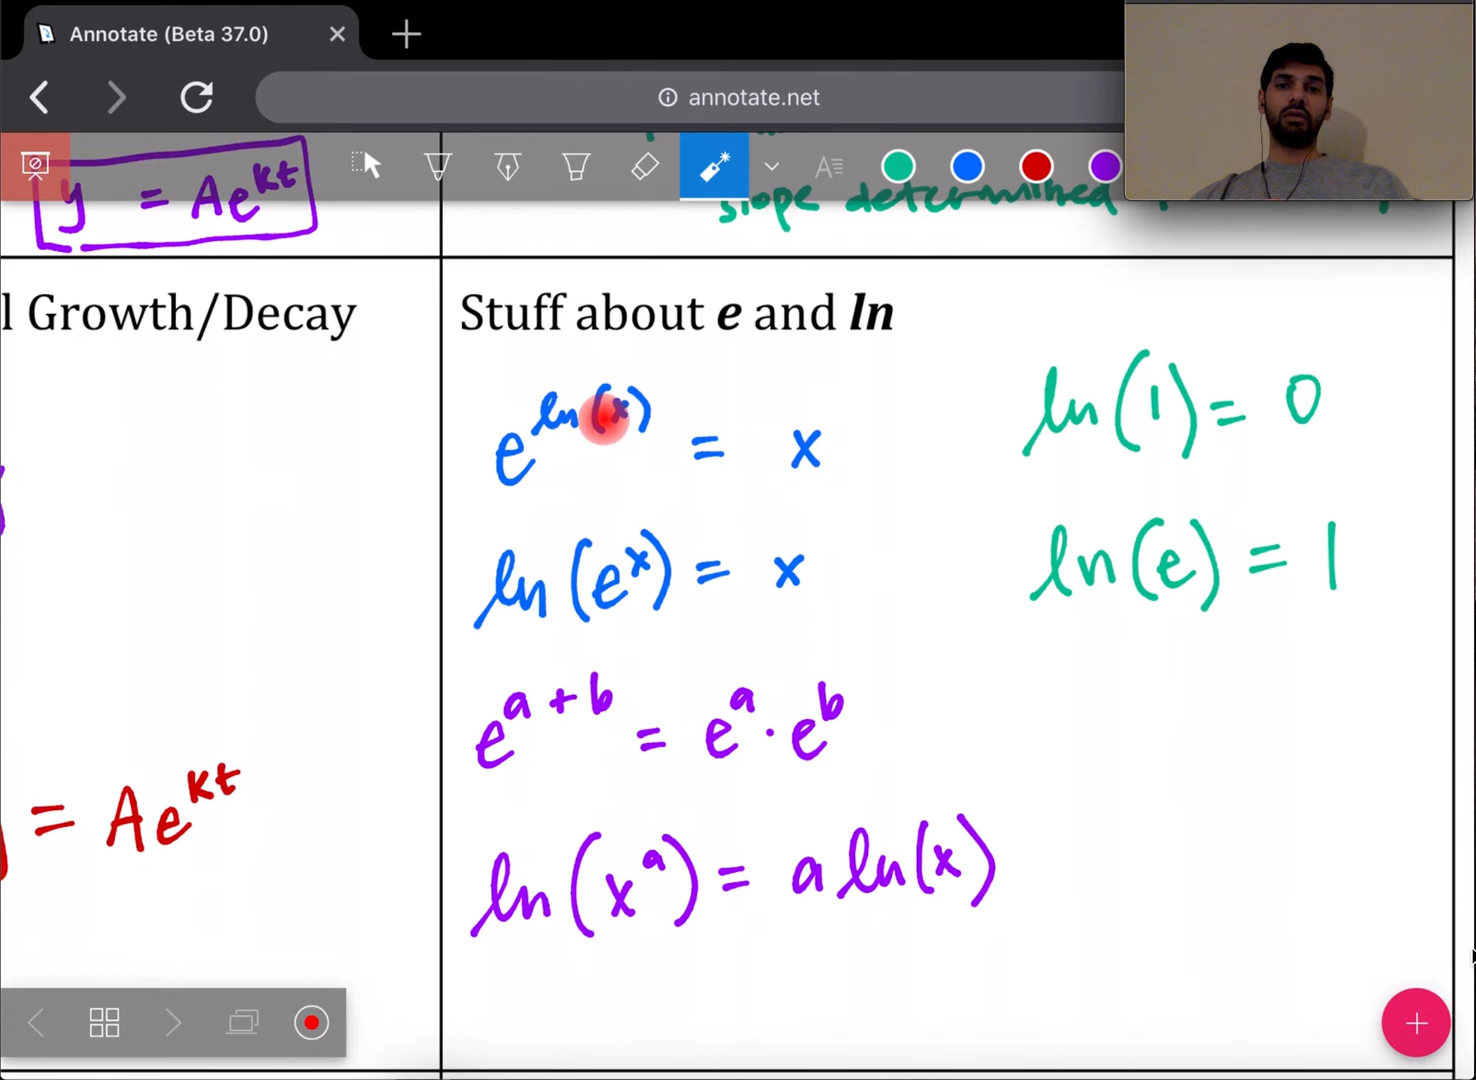 Annotate (Beta 37.0)
annotate.net
y = Ae^{kt}
slope determined
l Growth/Decay
Stuff about e and ln
e^{ln(x)} = x
ln(1) = 0
ln(e^x) = x
ln(e) = 1
e^{a+b} = e^a · e^b
= Ae^{kt}
ln(x^a) = a ln(x)